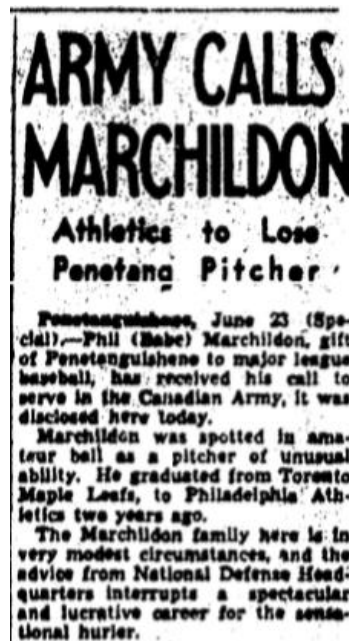 ARMY CALLS
MARCHILDON
Athletics to Lose
Penetang Pitcher
Penetanguishene, June 23 (Spe-
cial).—Phil (Babe) Marchildon, gift
of Penetanguishene to major league
baseball, has received his call to
serve in the Canadian Army, it was
disclosed here today.
Marchildon was spotted in ama-
teur ball as a pitcher of unusual
ability. He graduated from Toronto
Maple Leafs, to Philadelphia Ath-
letics two years ago.
The Marchildon family here is in
very modest circumstances, and the
advice from National Defense Head-
quarters interrupts a spectacular
and lucrative career for the sensa-
tional hurler.